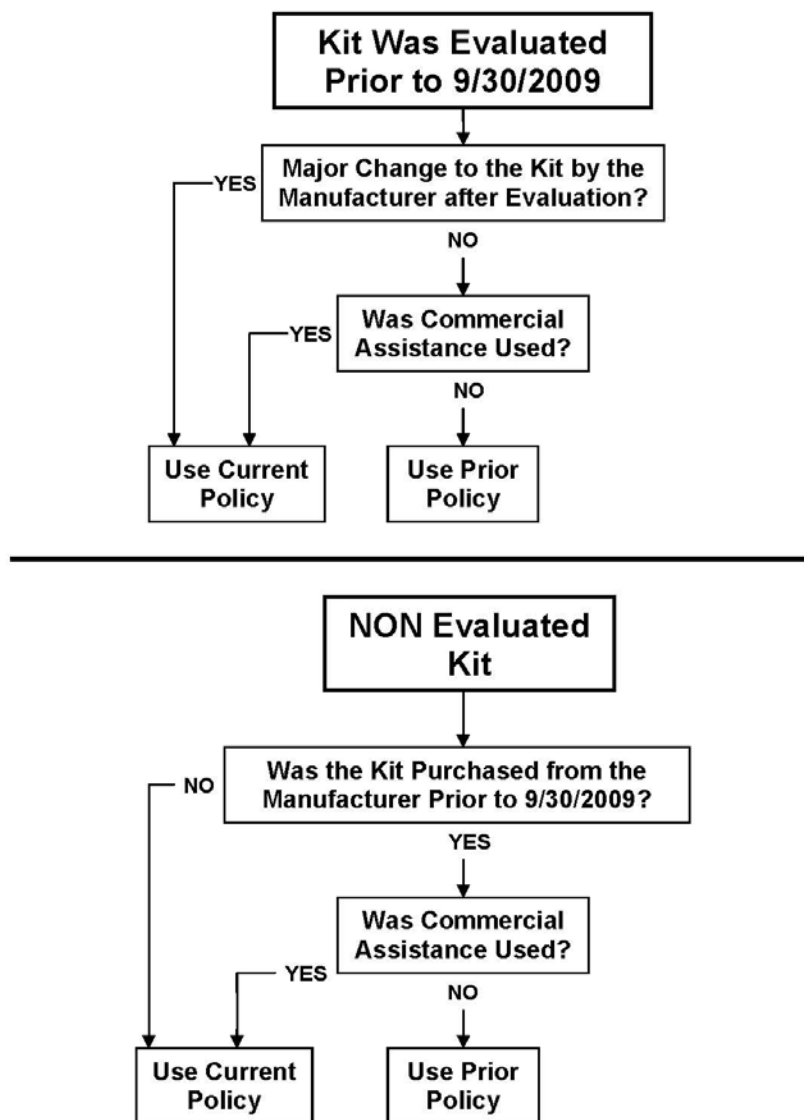 Kit Was Evaluated
Prior to 9/30/2009
Major Change to the Kit by the
Manufacturer after Evaluation?
YES
NO
Was Commercial
Assistance Used?
YES
NO
Use Current
Policy
Use Prior
Policy
NON Evaluated
Kit
Was the Kit Purchased from the
Manufacturer Prior to 9/30/2009?
NO
YES
Was Commercial
Assistance Used?
YES
NO
Use Current
Policy
Use Prior
Policy